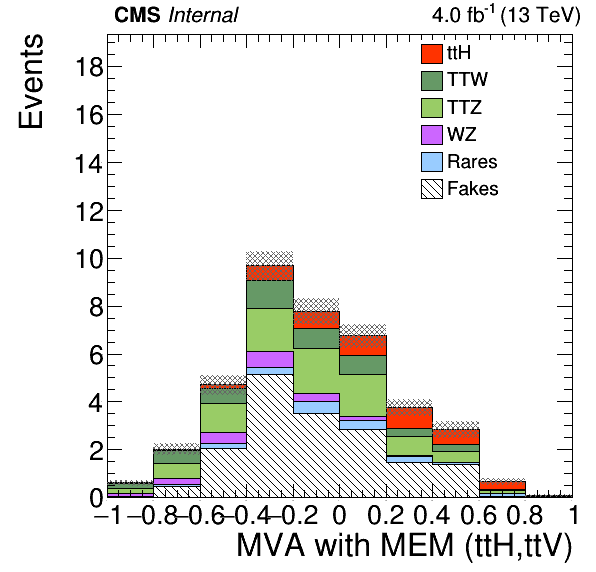 CMS Internal 4.0 fb-1 (13 TeV)
Events
18
16
14
12
10
8
6
4
2
0
ttH
TTW
TTZ
WZ
Rares
Fakes
−1−0.8−0.6−0.4−0.2 0 0.2 0.4 0.6 0.8 1
MVA with MEM (ttH,ttV)